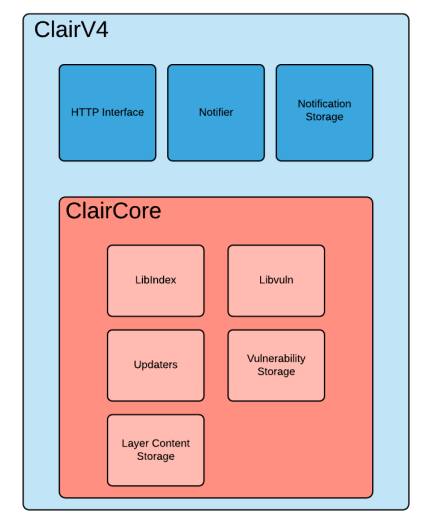 ClairV4
HTTP Interface
Notifier
Notification
Storage
ClairCore
LibIndex
Libvuln
Updaters
Vulnerability
Storage
Layer Content
Storage